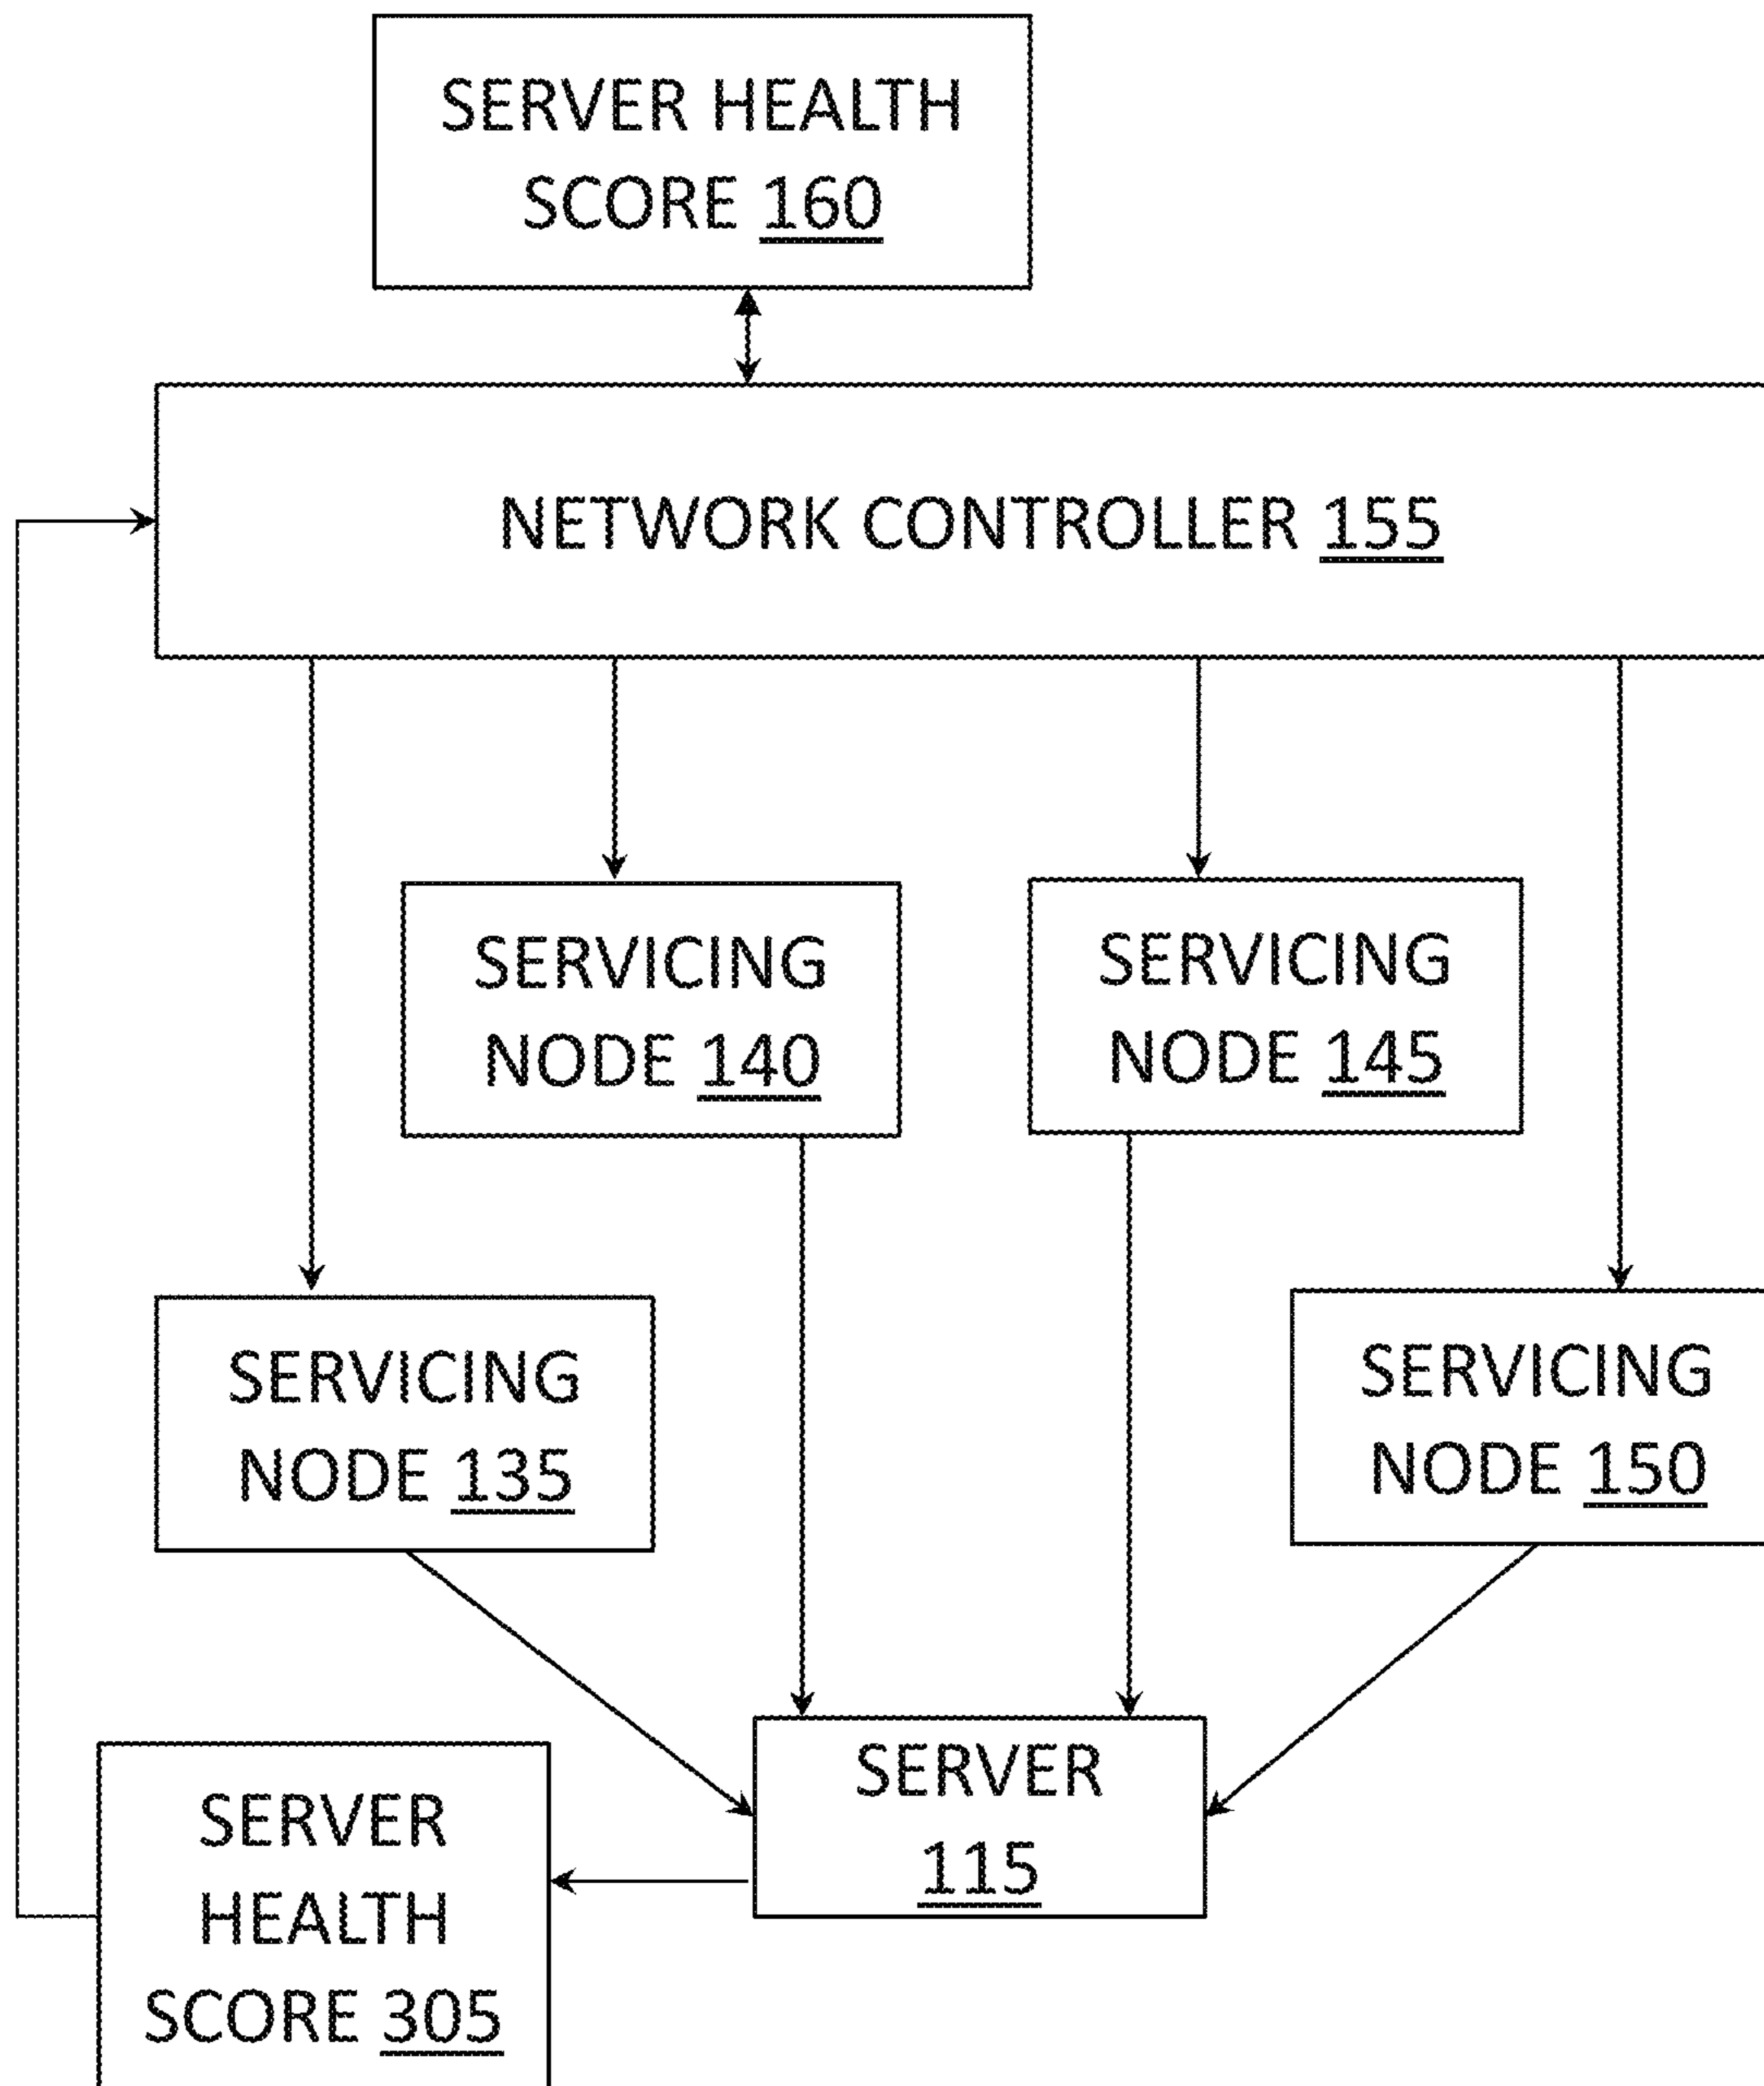 SERVER HEALTH
SCORE 160
NETWORK CONTROLLER 155
SERVICING
NODE 140
SERVICING
NODE 145
SERVICING
NODE 135
SERVICING
NODE 150
SERVER
115
SERVER
HEALTH
SCORE 305